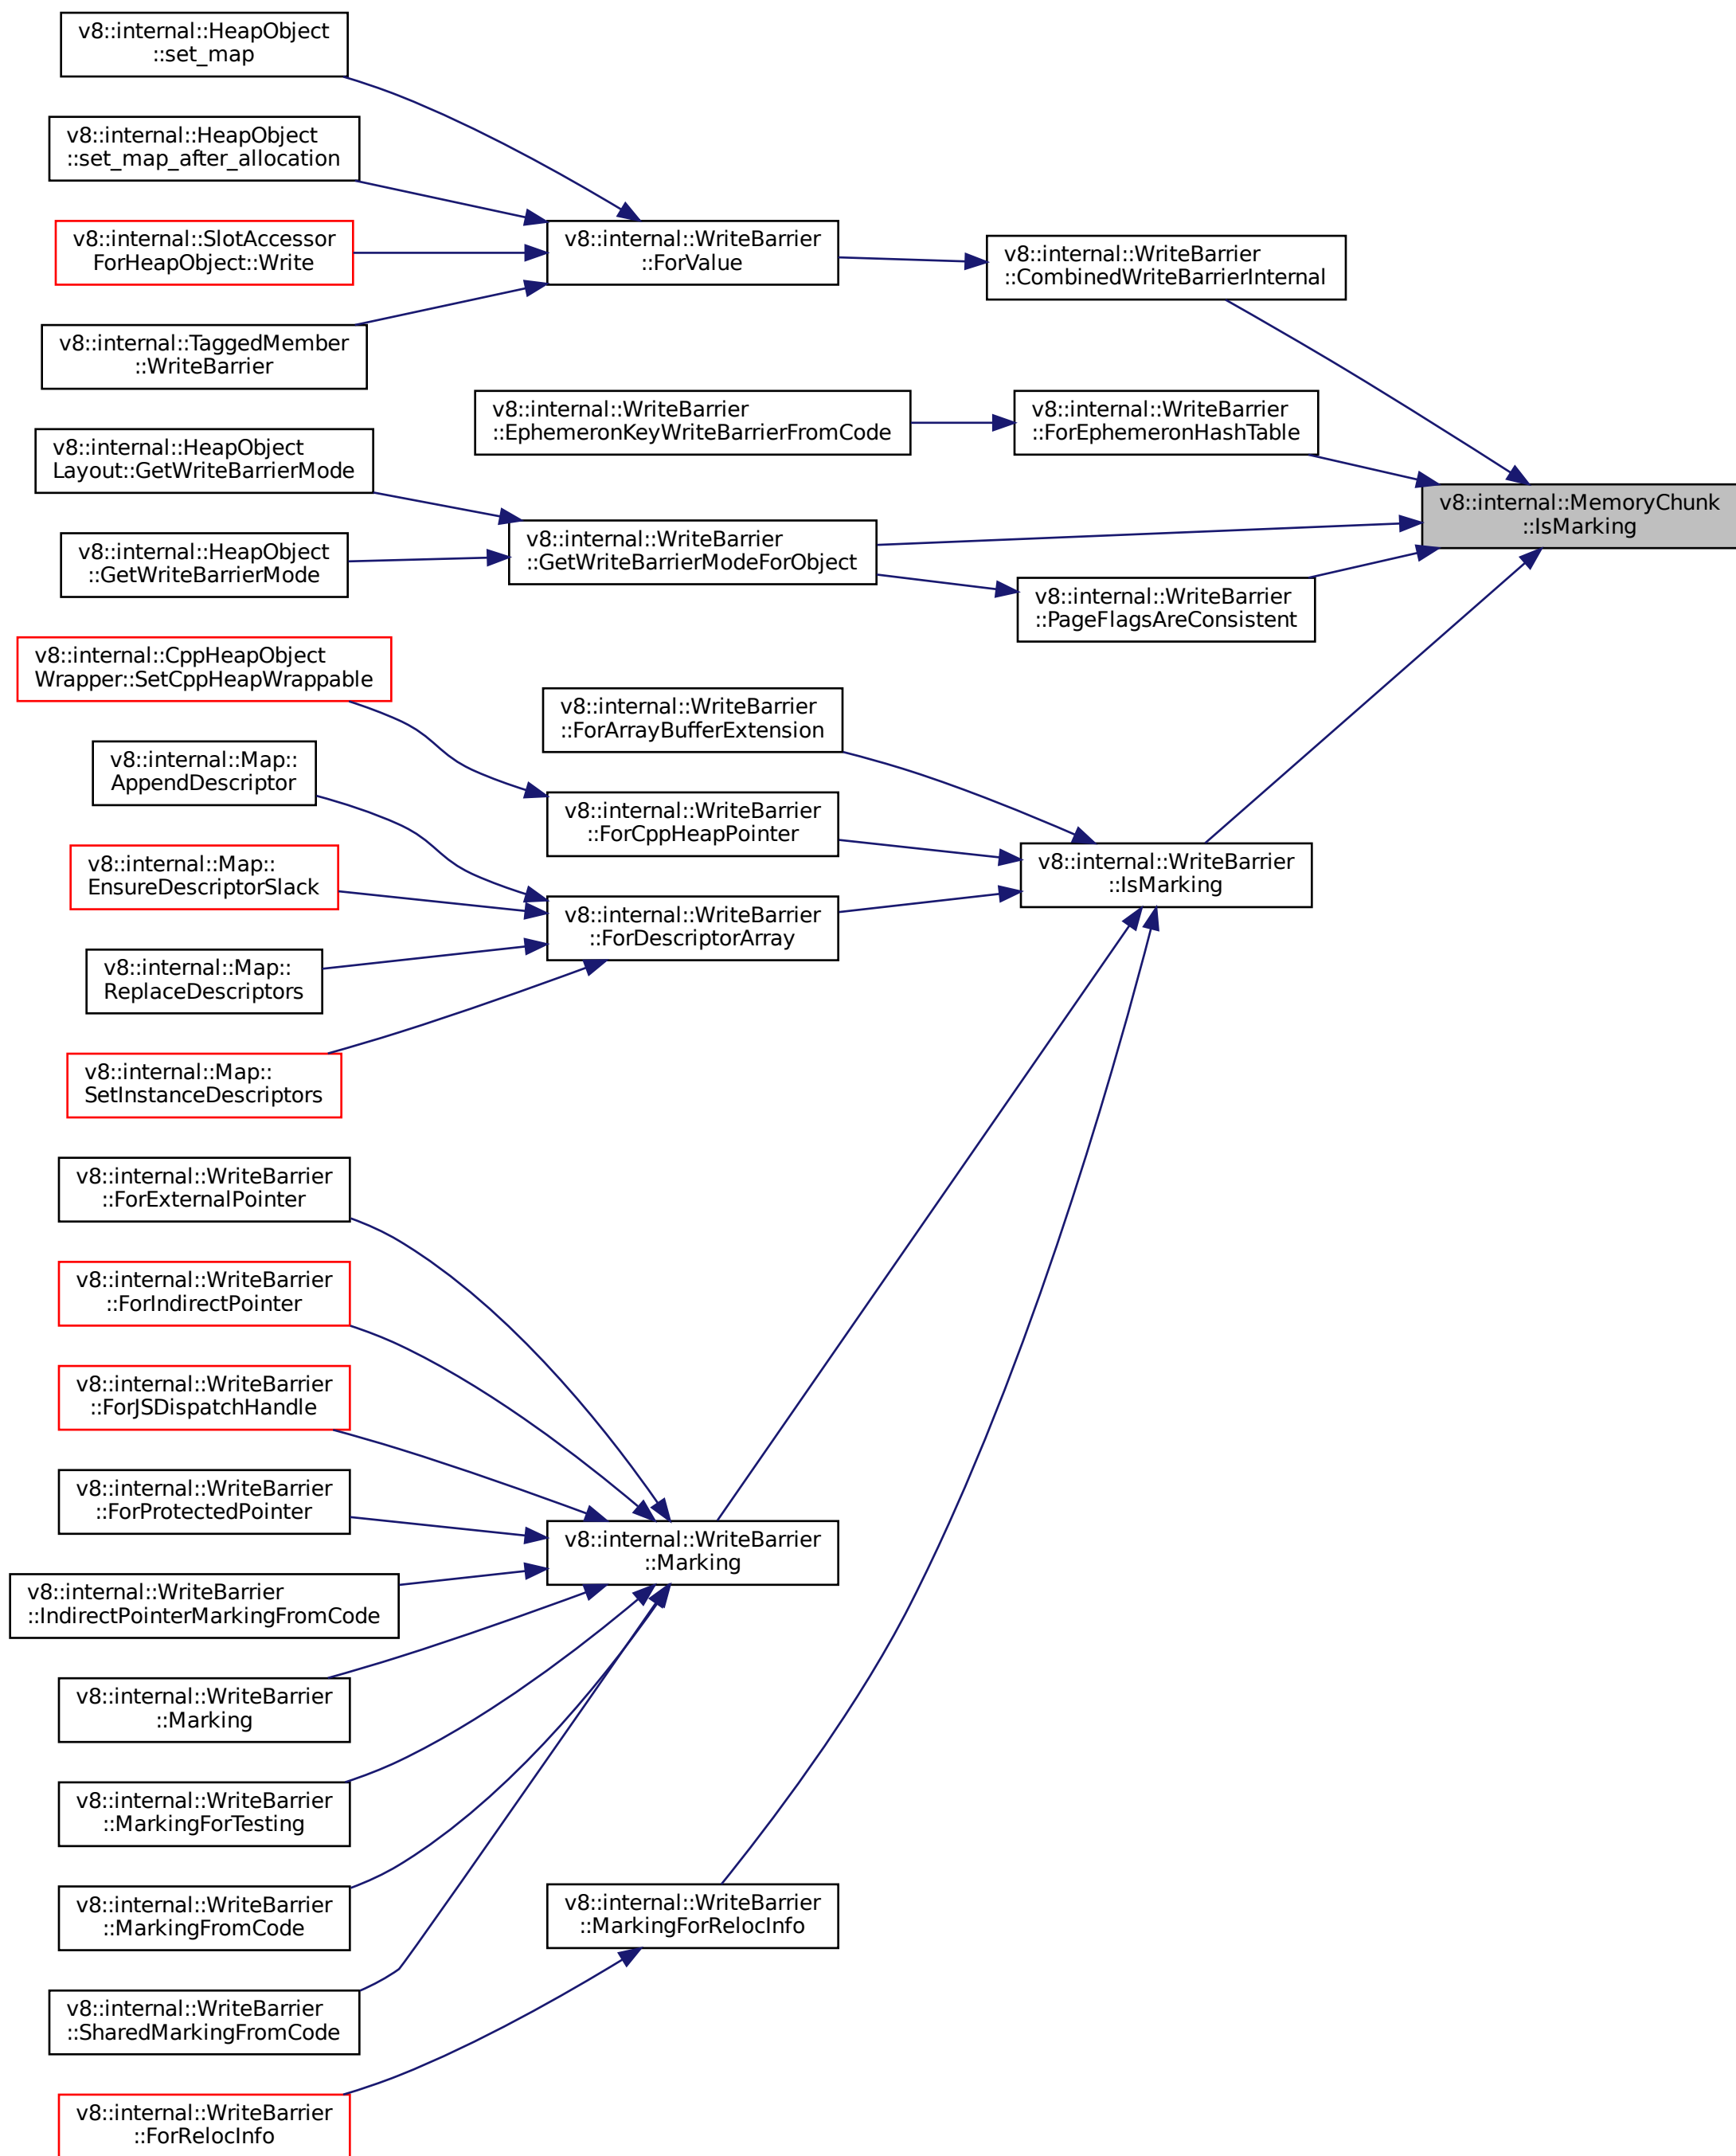 v8::internal::HeapObject
::set_map
v8::internal::HeapObject
::set_map_after_allocation
v8::internal::SlotAccessor
ForHeapObject::Write
v8::internal::TaggedMember
::WriteBarrier
v8::internal::HeapObject
Layout::GetWriteBarrierMode
v8::internal::HeapObject
::GetWriteBarrierMode
v8::internal::CppHeapObject
Wrapper::SetCppHeapWrappable
v8::internal::Map::
AppendDescriptor
v8::internal::Map::
EnsureDescriptorSlack
v8::internal::Map::
ReplaceDescriptors
v8::internal::Map::
SetInstanceDescriptors
v8::internal::WriteBarrier
::ForExternalPointer
v8::internal::WriteBarrier
::ForIndirectPointer
v8::internal::WriteBarrier
::ForJSDispatchHandle
v8::internal::WriteBarrier
::ForProtectedPointer
v8::internal::WriteBarrier
::IndirectPointerMarkingFromCode
v8::internal::WriteBarrier
::Marking
v8::internal::WriteBarrier
::MarkingForTesting
v8::internal::WriteBarrier
::MarkingFromCode
v8::internal::WriteBarrier
::SharedMarkingFromCode
v8::internal::WriteBarrier
::ForRelocInfo
v8::internal::WriteBarrier
::ForValue
v8::internal::WriteBarrier
::EphemeronKeyWriteBarrierFromCode
v8::internal::WriteBarrier
::GetWriteBarrierModeForObject
v8::internal::WriteBarrier
::ForArrayBufferExtension
v8::internal::WriteBarrier
::ForCppHeapPointer
v8::internal::WriteBarrier
::ForDescriptorArray
v8::internal::WriteBarrier
::Marking
v8::internal::WriteBarrier
::MarkingForRelocInfo
v8::internal::WriteBarrier
::CombinedWriteBarrierInternal
v8::internal::WriteBarrier
::ForEphemeronHashTable
v8::internal::WriteBarrier
::PageFlagsAreConsistent
v8::internal::WriteBarrier
::IsMarking
v8::internal::MemoryChunk
::IsMarking